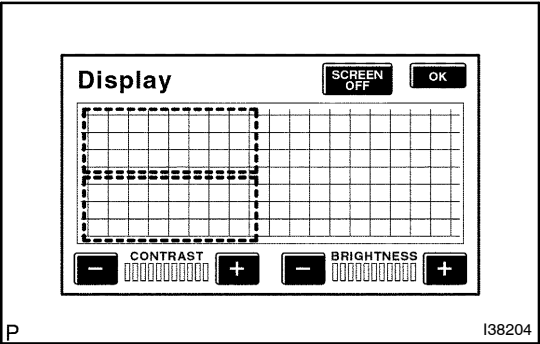 Display
SCREEN
OFF
OK
CONTRAST
BRIGHTNESS
− + − +
P
I38204